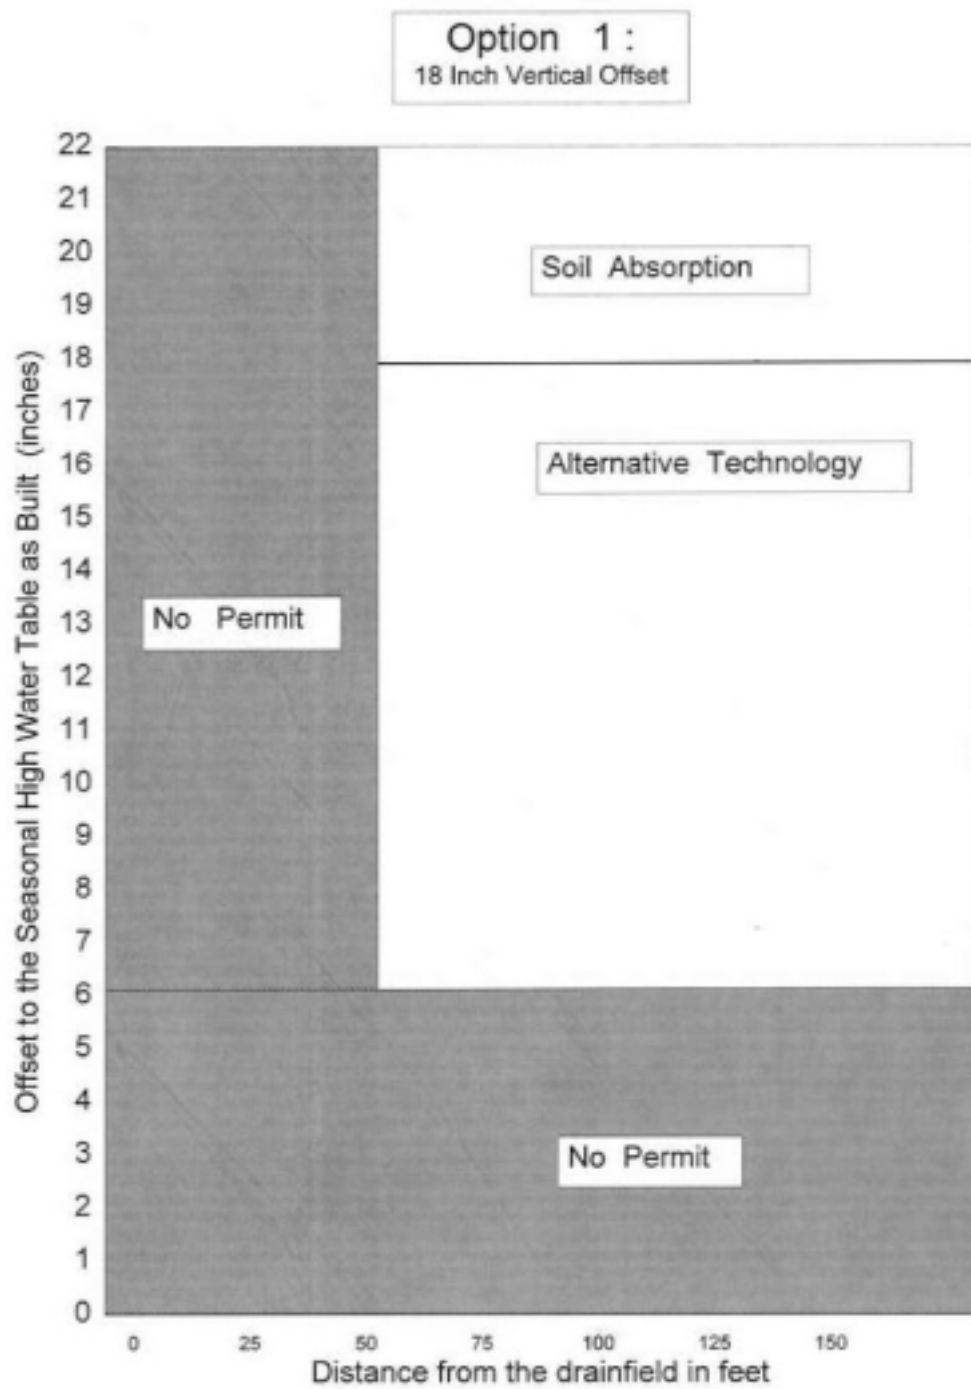 Option 1 :
18 Inch Vertical Offset
22
21
20
19
18
17
16
15
14
13
12
11
10
9
8
7
6
5
4
3
2
1
0
Offset to the Seasonal High Water Table as Built (inches)
Soil Absorption
Alternative Technology
No Permit
No Permit
0 25 50 75 100 125 150
Distance from the drainfield in feet